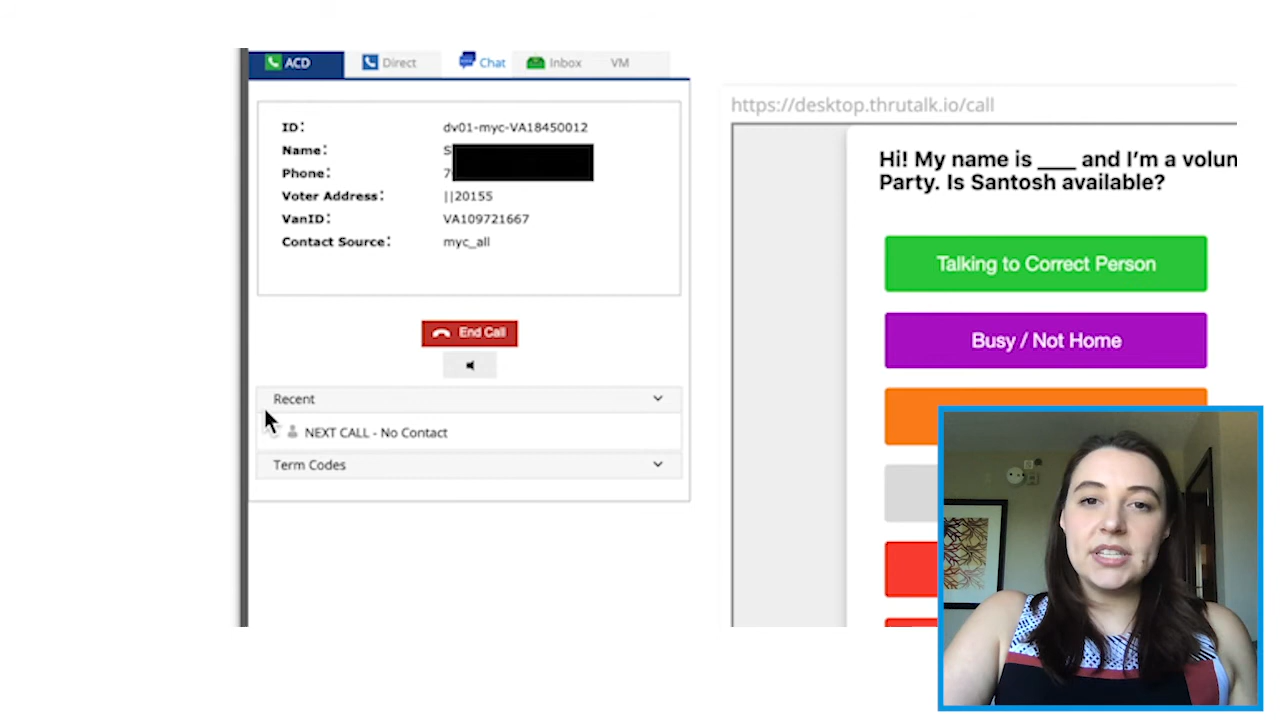 ACD Direct Chat Inbox VM
ID: dv01-myc-VA18450012
Name: S
Phone: 7
Voter Address: ||20155
VanID: VA109721667
Contact Source: myc_all
End Call
Recent
NEXT CALL - No Contact
Term Codes
https://desktop.thrutalk.io/call
Hi! My name is ____ and I’m a volun
Party. Is Santosh available?
Talking to Correct Person
Busy / Not Home